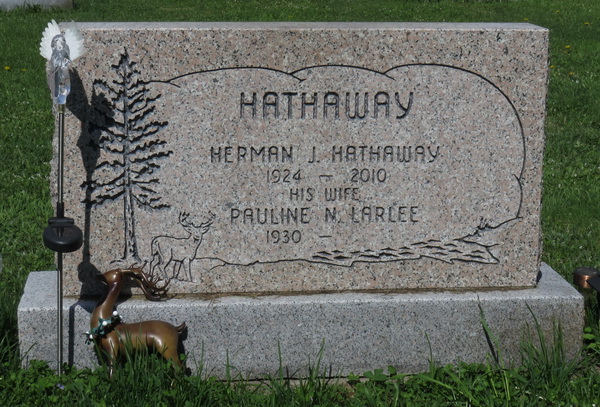 HATHAWAY
HERMAN J. HATHAWAY
1924 - 2010
HIS WIFE
PAULINE N. LARLEE
1930 -